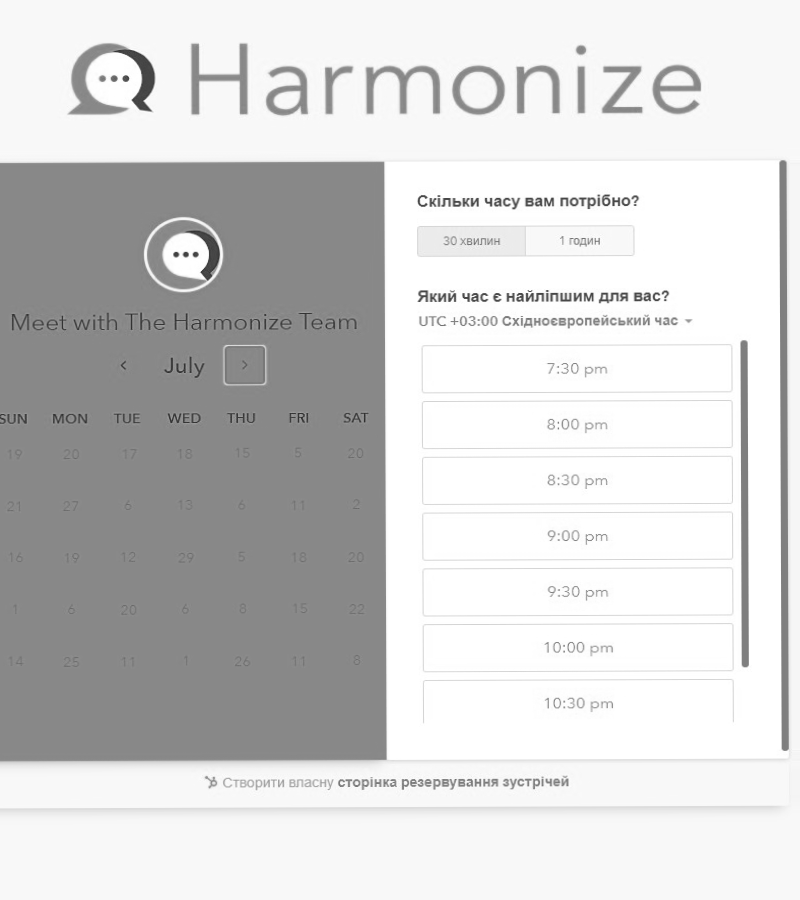 Harmonize
Meet with The Harmonize Team
July
SUN MON TUE WED THU FRI SAT
19 20 17 18 15 5 20
21 27 6 13 6 11 2
16 19 12 29 5 18 20
1 6 20 6 8 15 22
14 25 11 1 26 11 8
Скільки часу вам потрібно?
30 хвилин 1 годин
Який час є найліпшим для вас?
UTC +03:00 Східноєвропейський час
7:30 pm
8:00 pm
8:30 pm
9:00 pm
9:30 pm
10:00 pm
10:30 pm
Створити власну сторінка резервування зустрічей